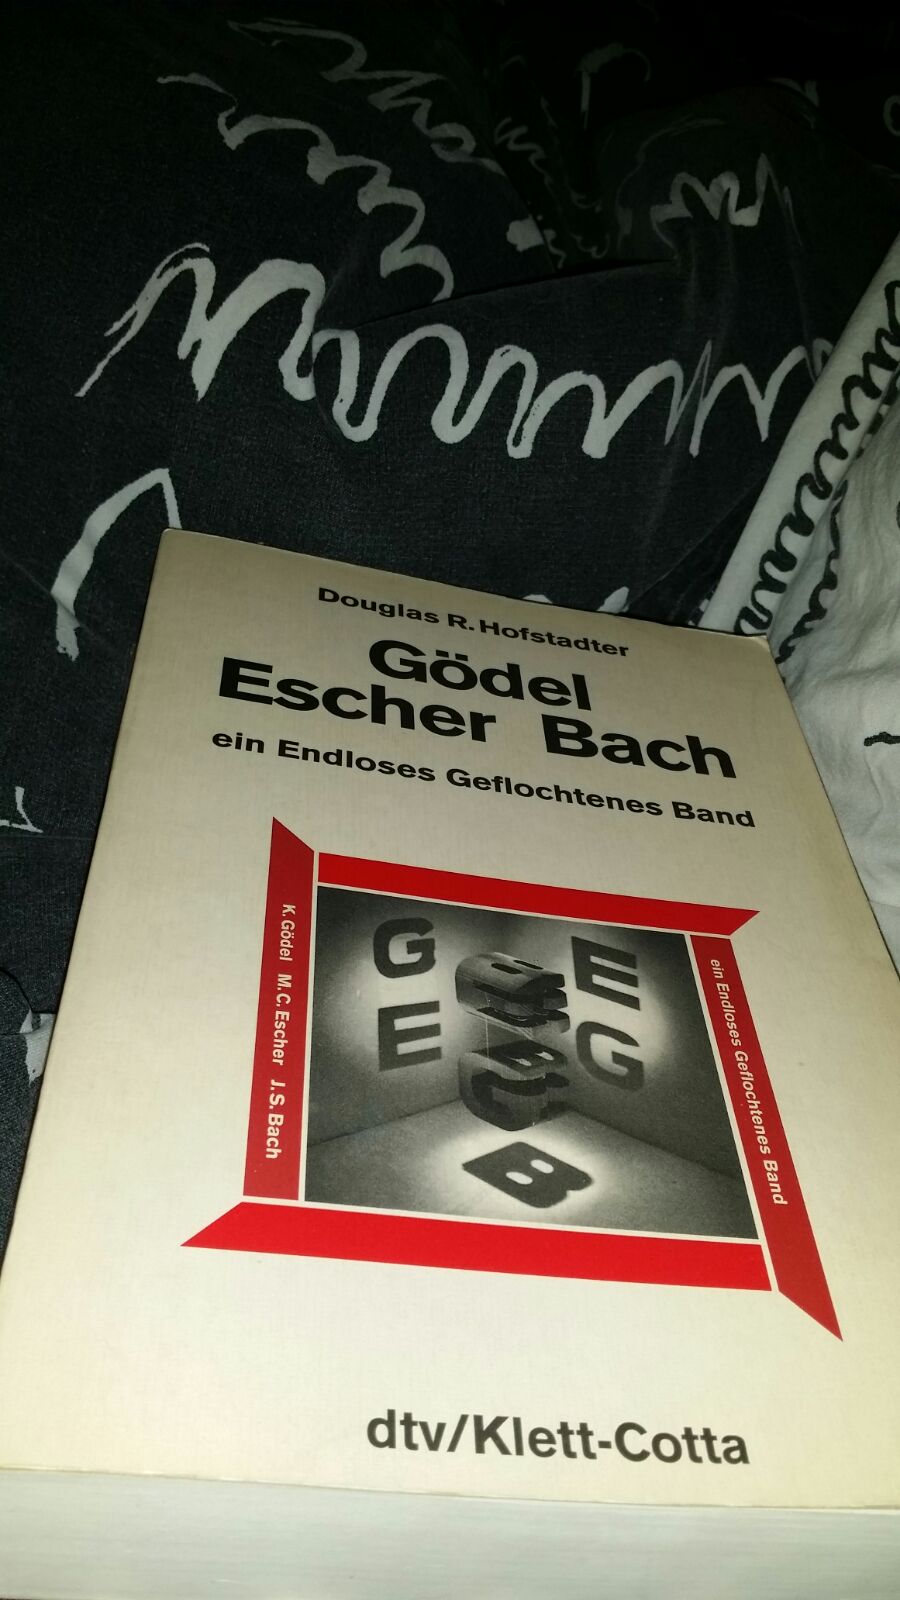 Douglas R. Hofstadter
Gödel
Escher Bach
ein Endloses Geflochtenes Band
K. Gödel M. C. Escher J. S. Bach
G
E
E
G
B
ein Endloses Geflochtenes Band
dtv/Klett-Cotta